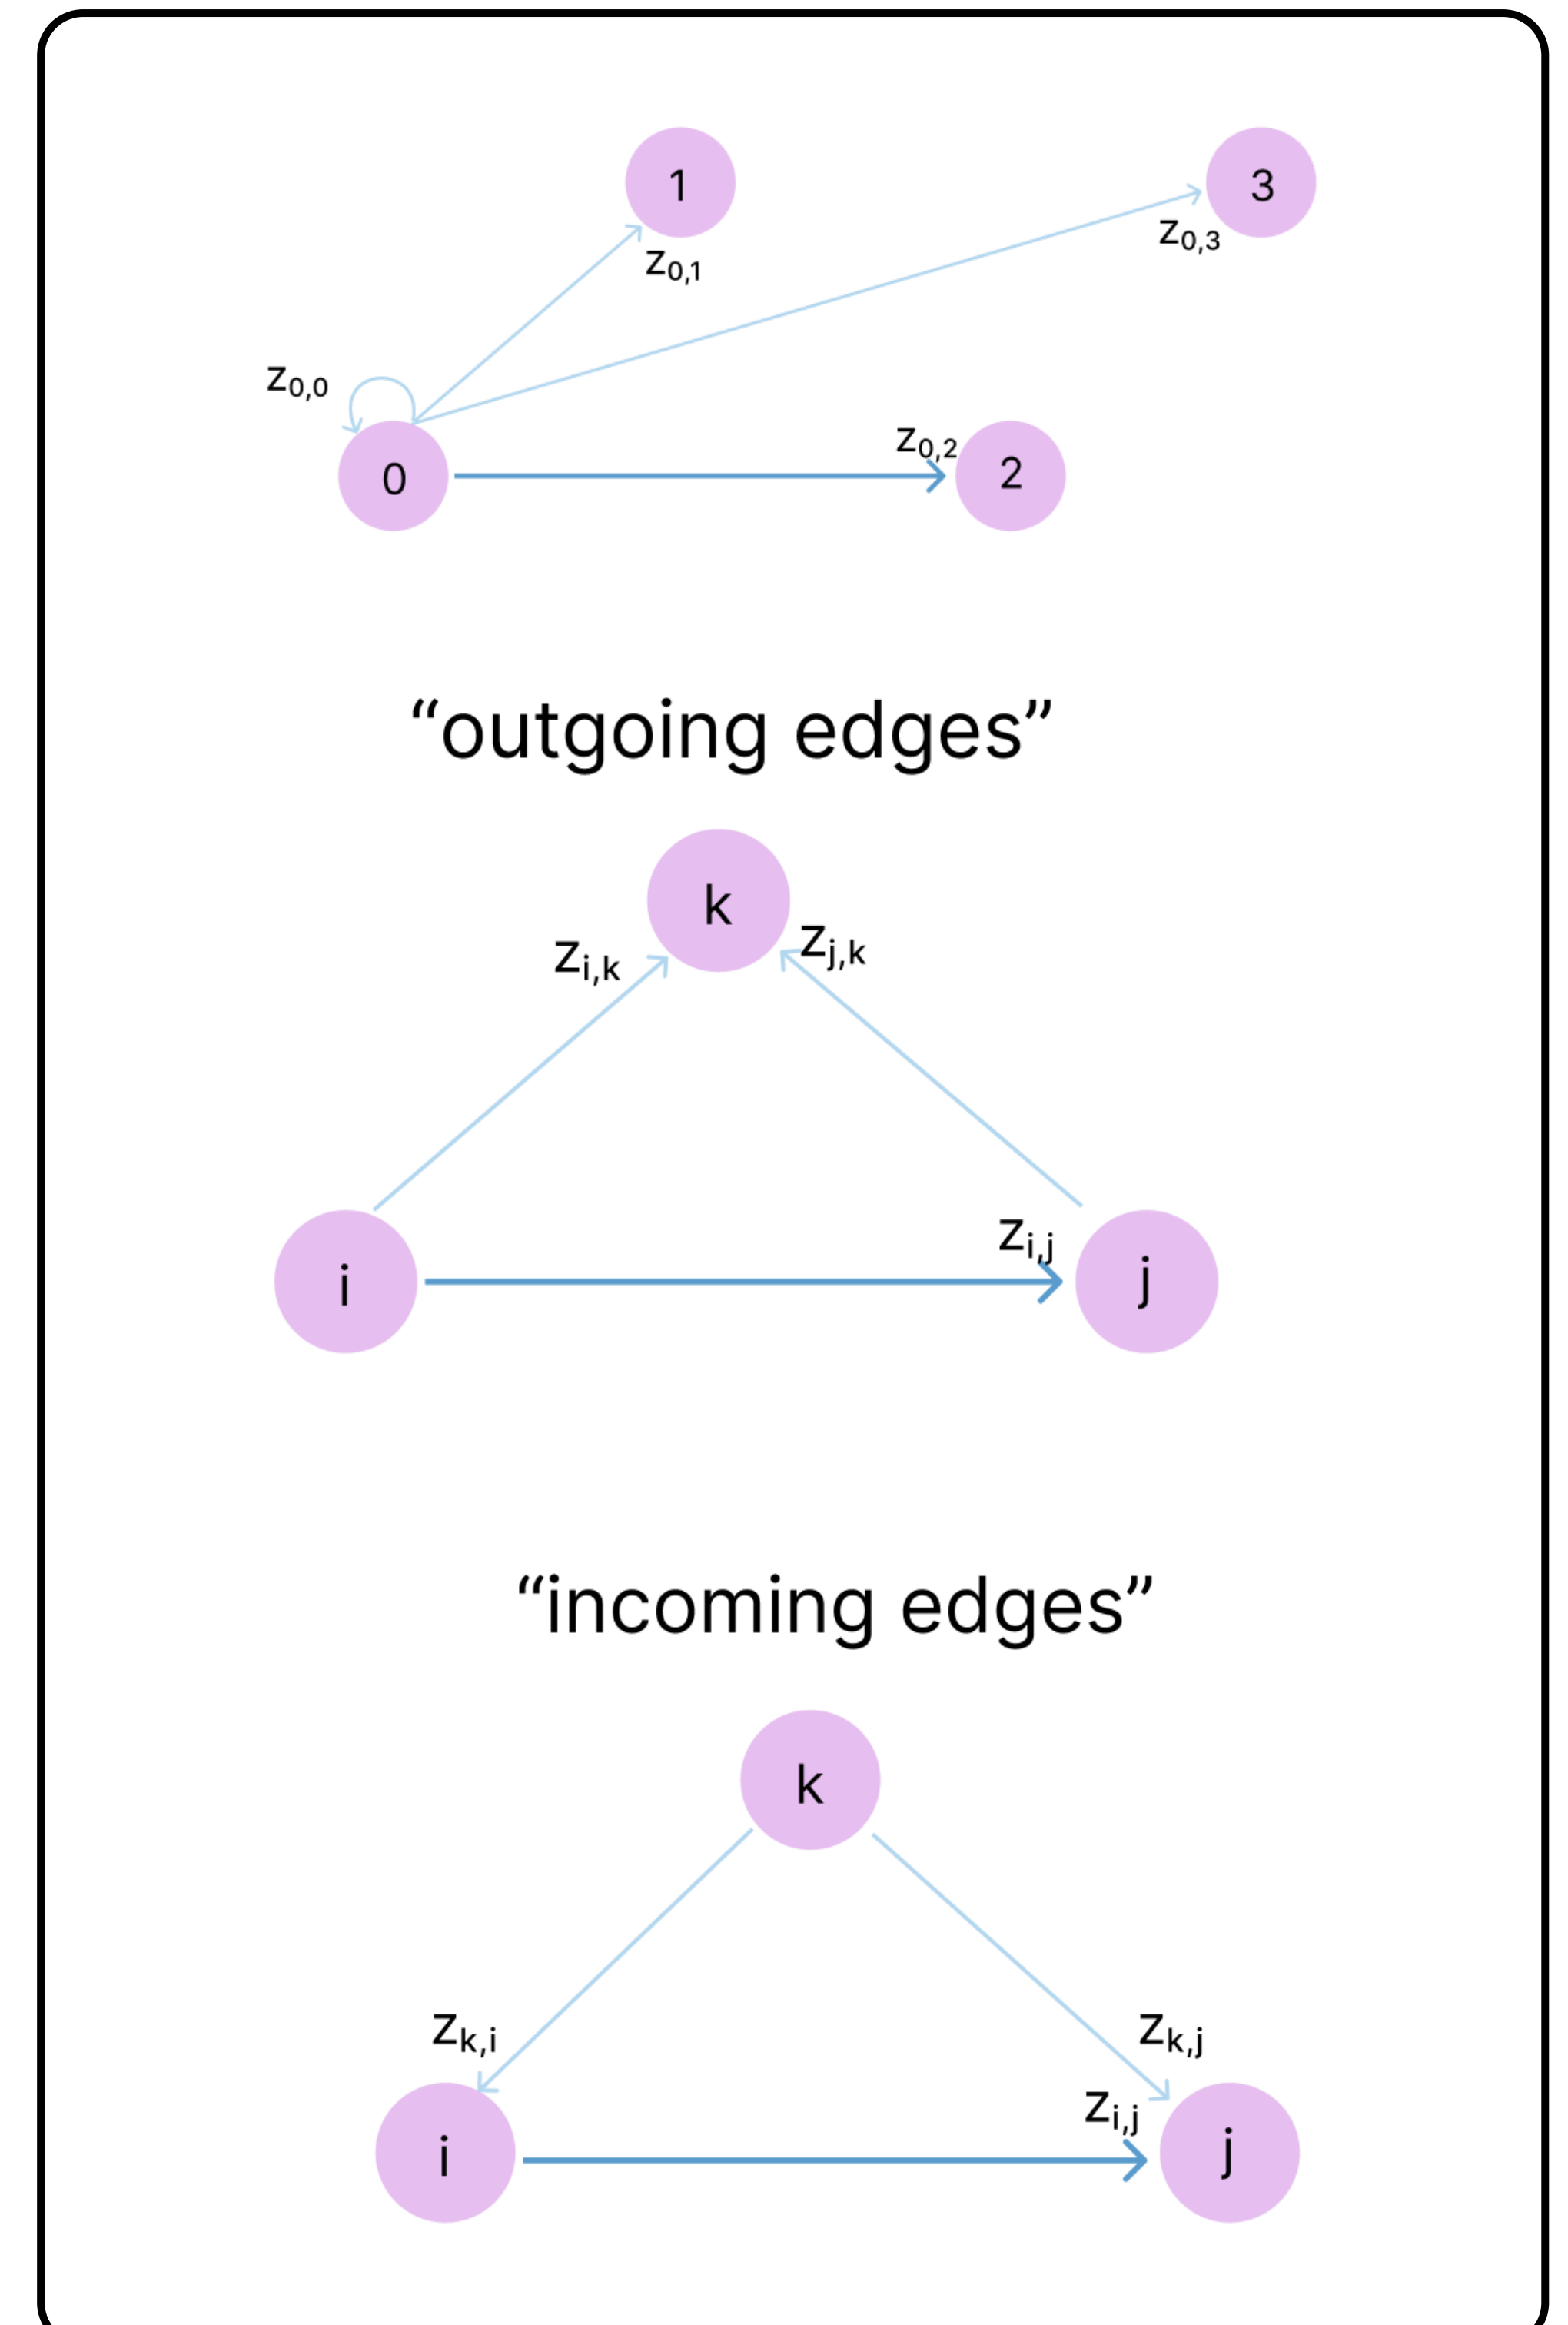 1
3
z0,1
z0,3
z0,0
z0,2
0
2
“outgoing edges”
k
zi,k
zj,k
zi,j
i
j
“incoming edges”
k
zk,i
zk,j
zi,j
i
j